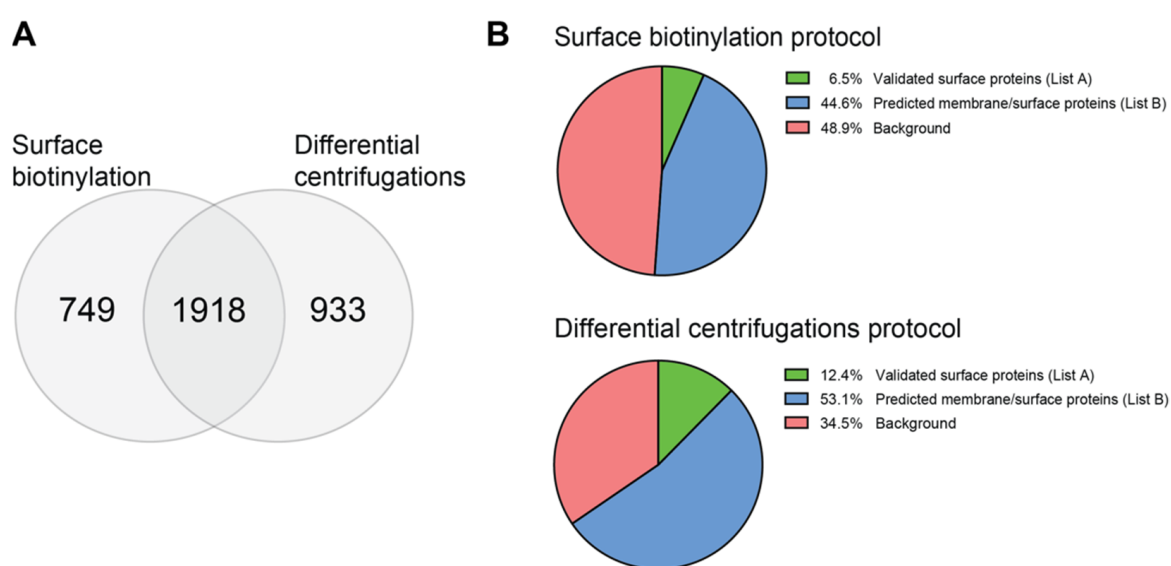 A
Surface
biotinylation
Differential
centrifugations
749
1918
933
B
Surface biotinylation protocol
6.5% Validated surface proteins (List A)
44.6% Predicted membrane/surface proteins (List B)
48.9% Background
Differential centrifugations protocol
12.4% Validated surface proteins (List A)
53.1% Predicted membrane/surface proteins (List B)
34.5% Background